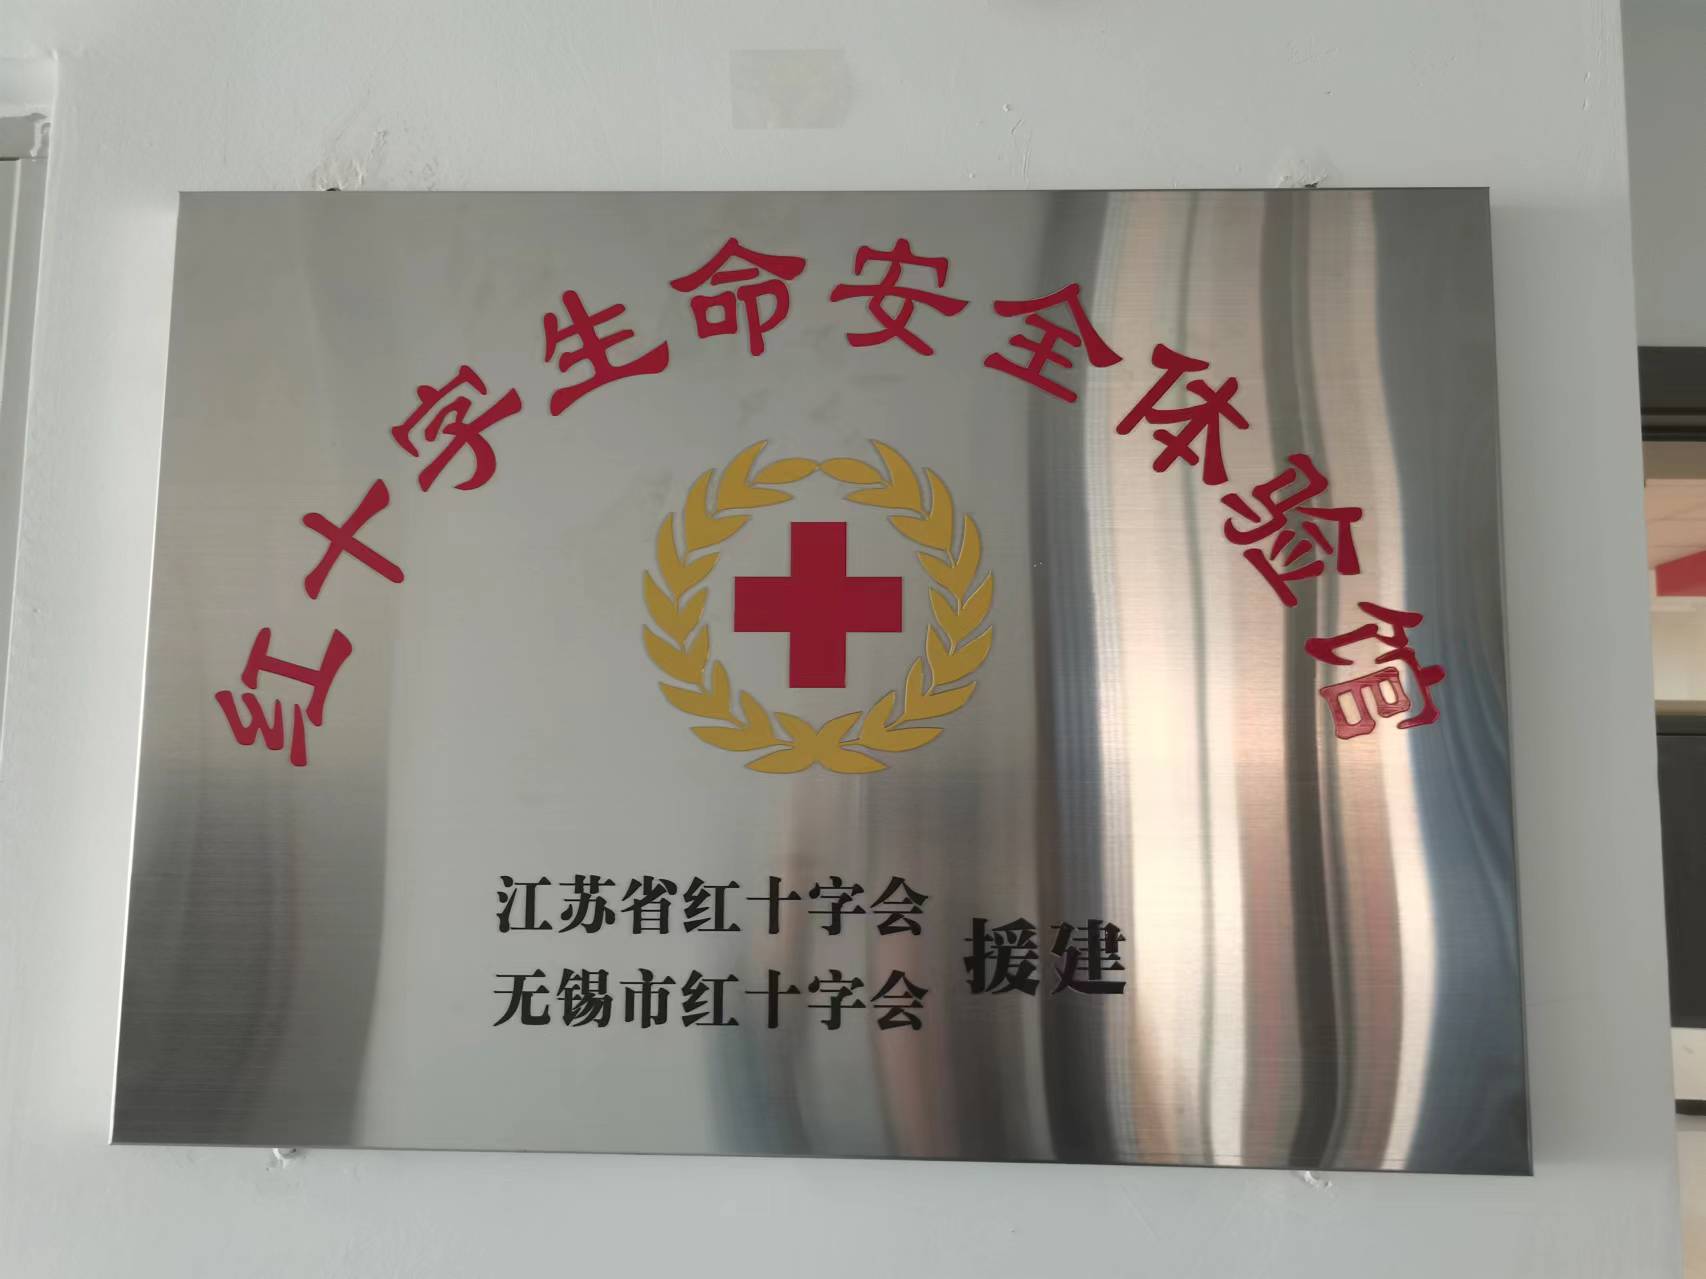 红十字生命安全体验馆
江苏省红十字会
无锡市红十字会
援建